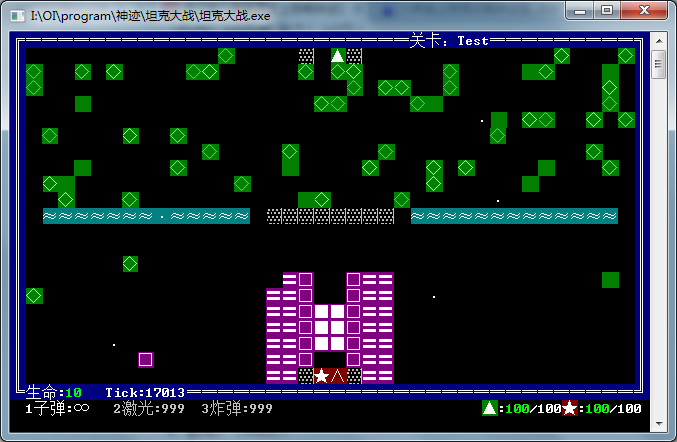 I:\OI\program\神迹\坦克大战\坦克大战.exe
关卡：Test
生命:10 Tick:17013
1子弹:∞ 2激光:999 3炸弹:999 :100/100 :100/100